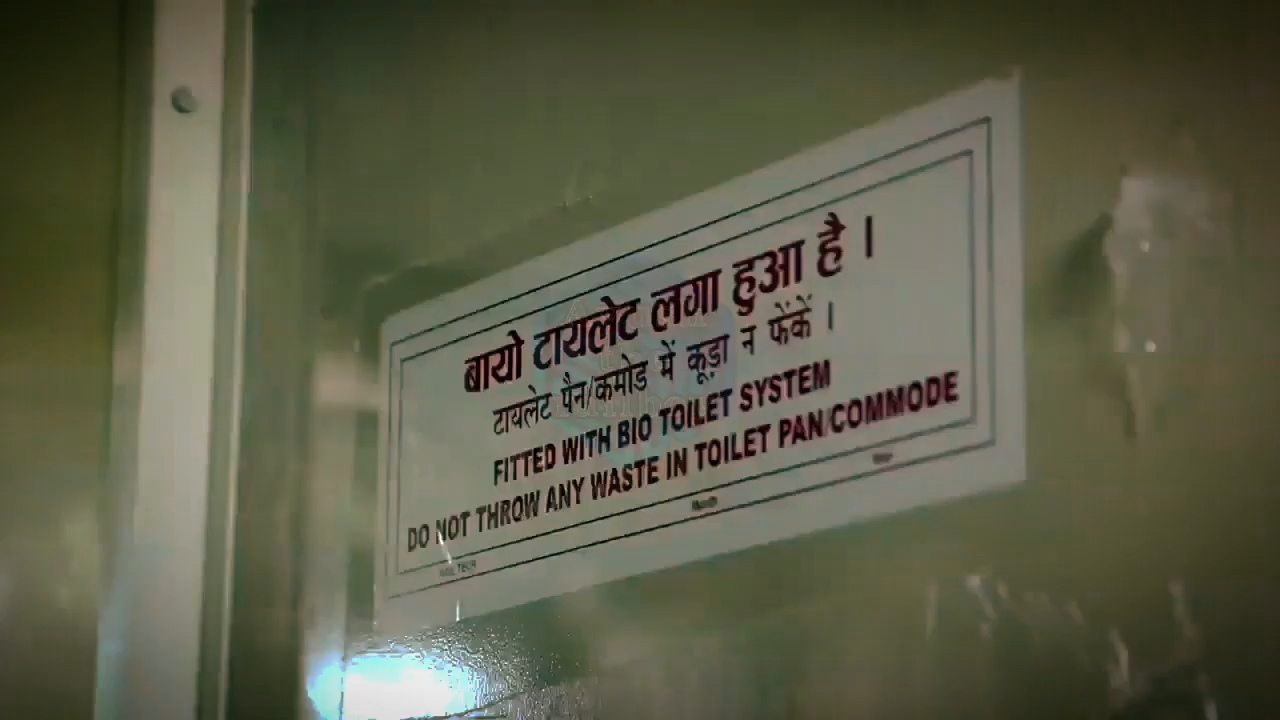 बायो टायलेट लगा हुआ है ।
टायलेट पैन/कमोड में कूड़ा न फेंकें ।
FITTED WITH BIO TOILET SYSTEM
DO NOT THROW ANY WASTE IN TOILET PAN/COMMODE